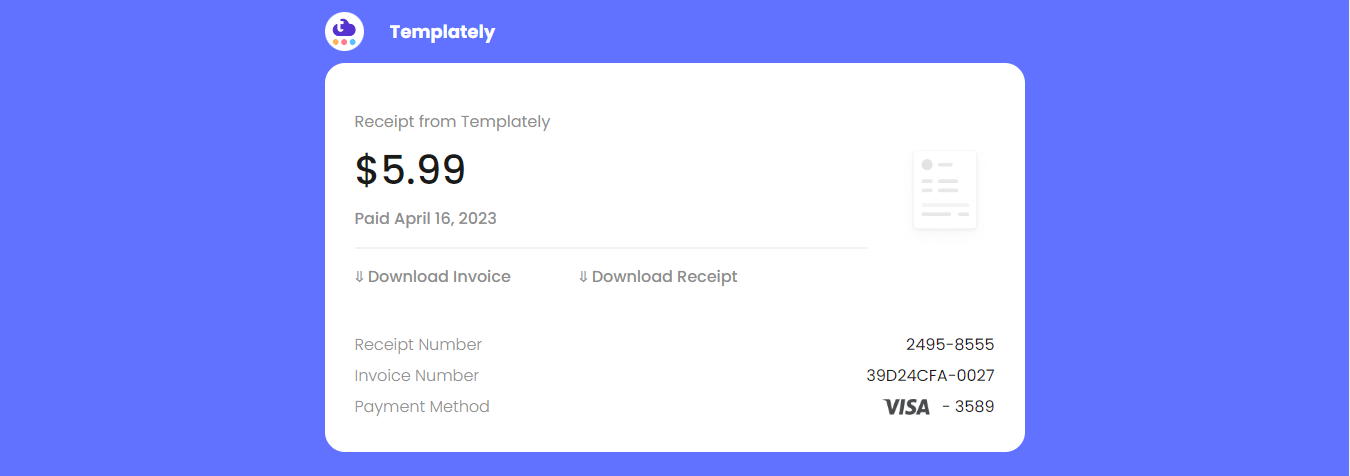 Templately
Receipt from Templately
$5.99
Paid April 16, 2023
⇓ Download Invoice ⇓ Download Receipt
Receipt Number 2495-8555
Invoice Number 39D24CFA-0027
Payment Method VISA - 3589